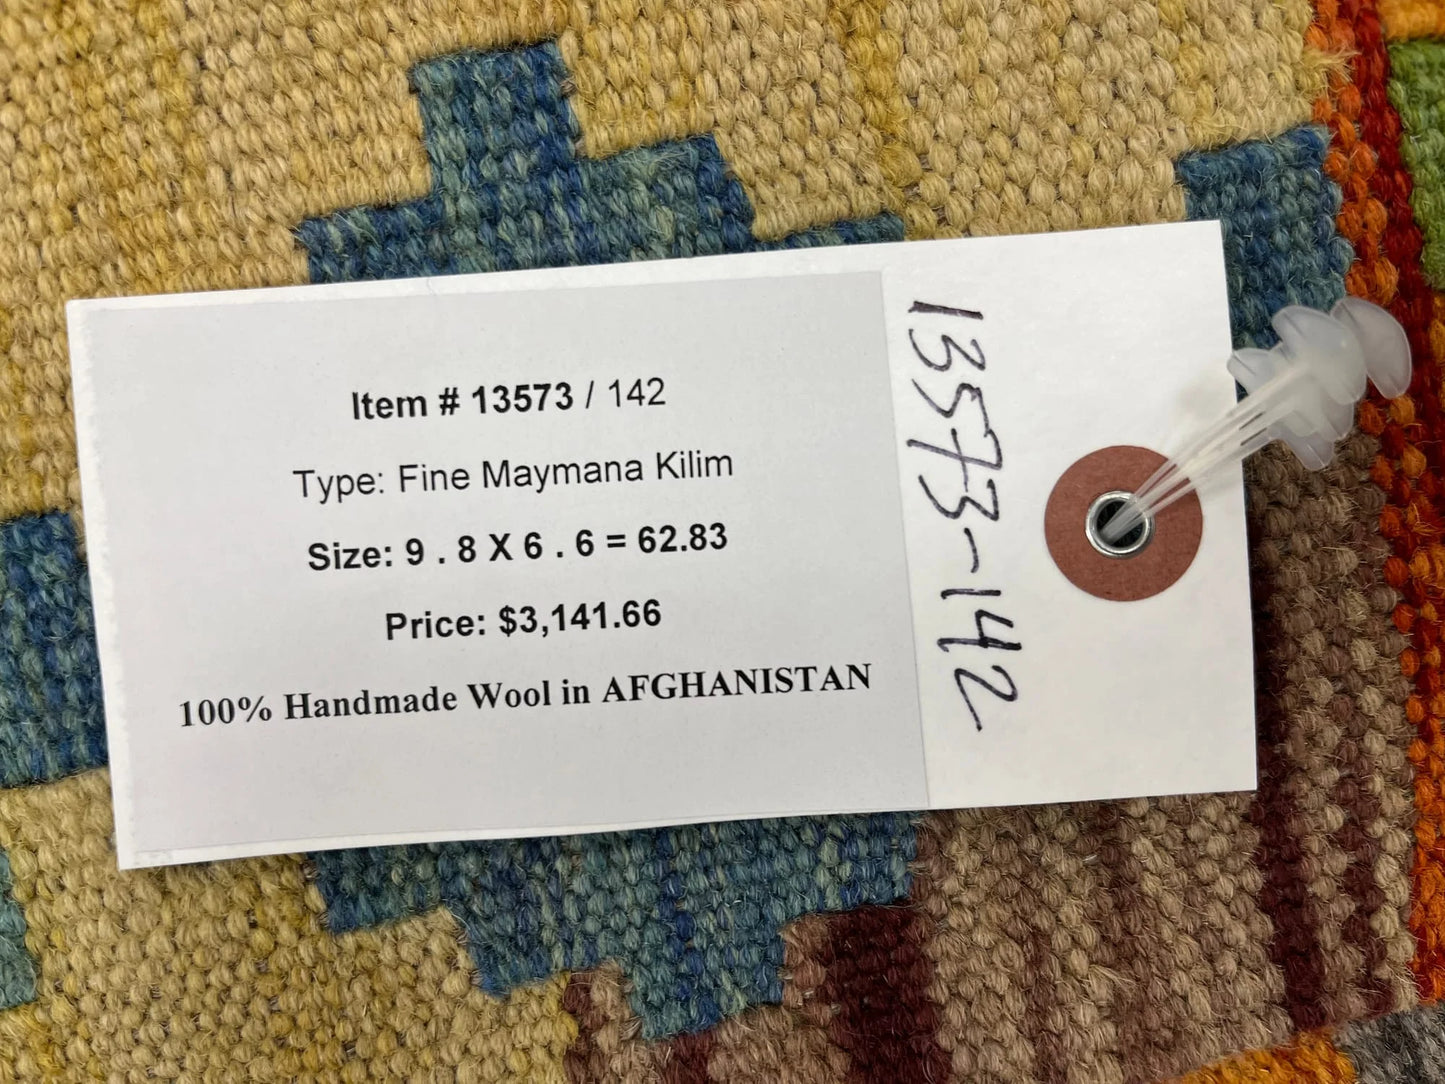 Item # 13573 / 142
Type: Fine Maymana Kilim
Size: 9 . 8 X 6 . 6 = 62.83
Price: $3,141.66
100% Handmade Wool in AFGHANISTAN
13573-142